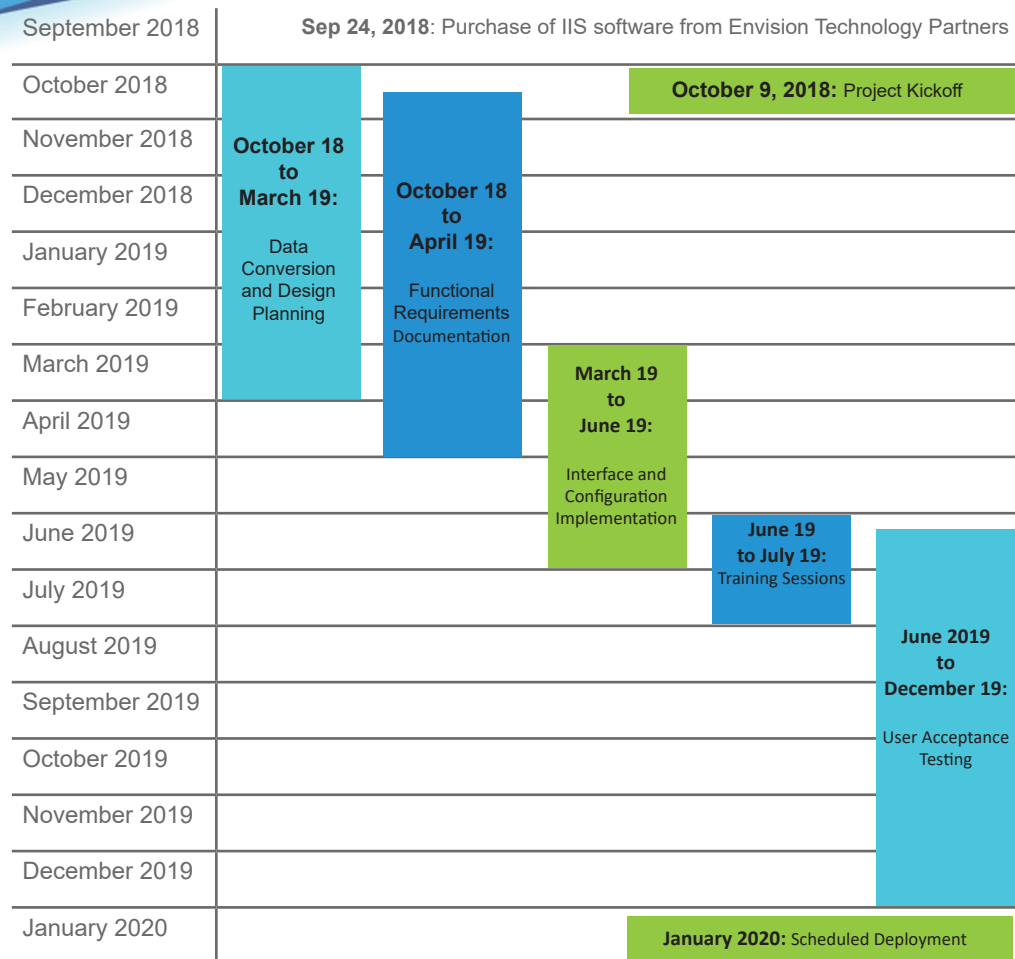 September 2018
Sep 24, 2018: Purchase of IIS software from Envision Technology Partners
October 2018
October 9, 2018: Project Kickoff
November 2018
December 2018
January 2019
February 2019
March 2019
April 2019
May 2019
June 2019
July 2019
August 2019
September 2019
October 2019
November 2019
December 2019
January 2020
October 18
to
March 19:
Data
Conversion
and Design
Planning
October 18
to
April 19:
Functional
Requirements
Documentation
March 19
to
June 19:
Interface and
Configuration
Implementation
June 19
to July 19:
Training Sessions
June 2019
to
December 19:
User Acceptance
Testing
January 2020: Scheduled Deployment